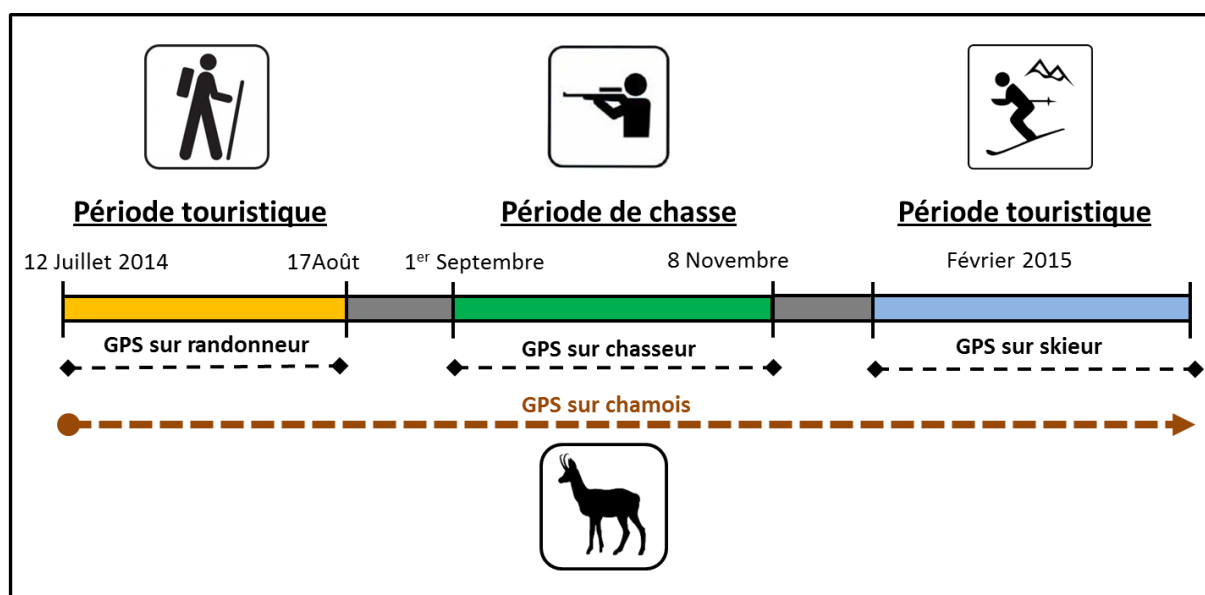 Période touristique
Période de chasse
Période touristique
12 Juillet 2014
17Août
1er Septembre
8 Novembre
Février 2015
GPS sur randonneur
GPS sur chasseur
GPS sur skieur
GPS sur chamois